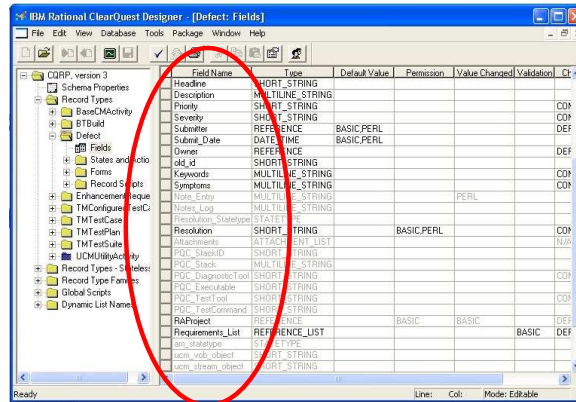 IBM Rational ClearQuest Designer - [Defect: Fields]
File Edit View Database Tools Package Window Help
CQRP, version 3
Schema Properties
Record Types
BaseCMActivity
BTBuild
Defect
Fields
States and Actio
Forms
Record Scripts
EnhancementReque
TMConfiguredTestCa
TMTestCase
TMTestPlan
TMTestSuite
UCMUtilityActivity
Record Types - Stateless
Record Type Families
Global Scripts
Dynamic List Names
Field Name Type Default Value Permission Value Changed Validation Ch
Headline SHORT_STRING
Description MULTILINE_STRING
Priority SHORT_STRING CON
Severity SHORT_STRING CON
Submitter REFERENCE BASIC,PERL DEF
Submit_Date DATE_TIME BASIC,PERL
Owner REFERENCE DEF
old_id SHORT_STRING
Keywords MULTILINE_STRING CON
Symptoms MULTILINE_STRING CON
Note_Entry MULTILINE_STRING PERL
Notes_Log MULTILINE_STRING
Resolution_Statetype STATETYPE
Resolution SHORT_STRING BASIC,PERL CON
Attachments ATTACHMENT_LIST N/A
PQC_StackID SHORT_STRING
PQC_Stack MULTILINE_STRING
PQC_DiagnosticTool SHORT_STRING CON
PQC_Executable SHORT_STRING
PQC_TestTool SHORT_STRING CON
PQC_TestCommand SHORT_STRING
RAProject REFERENCE BASIC BASIC DEF
Requirements_List REFERENCE_LIST BASIC DEF
am_statetype STATETYPE
ucm_vob_object SHORT_STRING
ucm_stream_object SHORT_STRING
Ready Line: Col: Mode: Editable